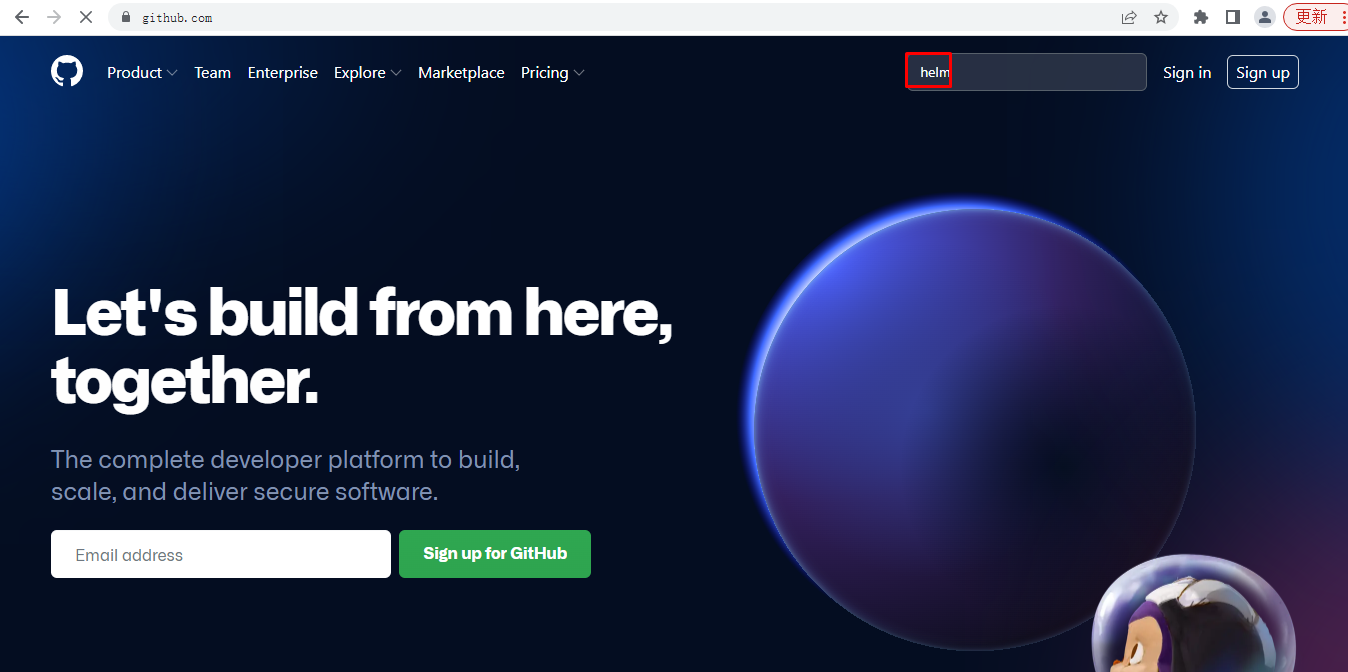 github.com 更新
Product Team Enterprise Explore Marketplace Pricing helm Sign in Sign up
Let's build from here,
together.
The complete developer platform to build,
scale, and deliver secure software.
Email address Sign up for GitHub